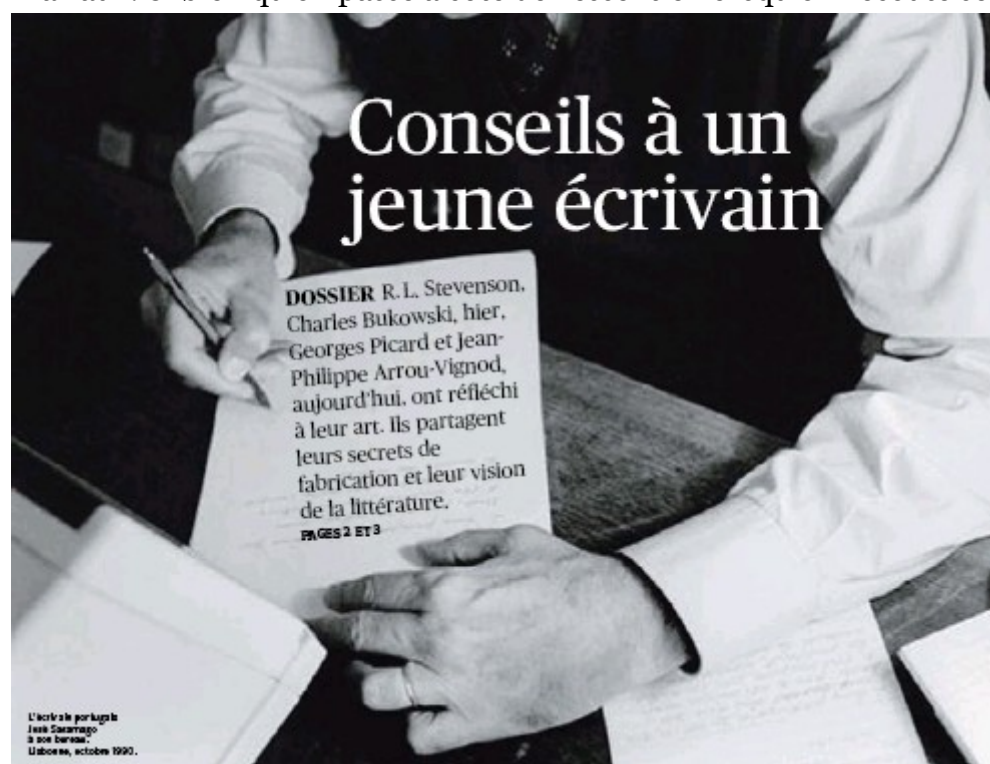 Conseils à un
jeune écrivain
DOSSIER R.L. Stevenson,
Charles Bukowski, hier,
Georges Picard et Jean-
Philippe Arrou-Vignod,
aujourd'hui, ont réfléchi
à leur art. Ils partagent
leurs secrets de
fabrication et leur vision
de la littérature.
PAGES 2 ET 3
L'écrivain portugais
José Saramago
à son bureau.
Lisbonne, octobre 1990.